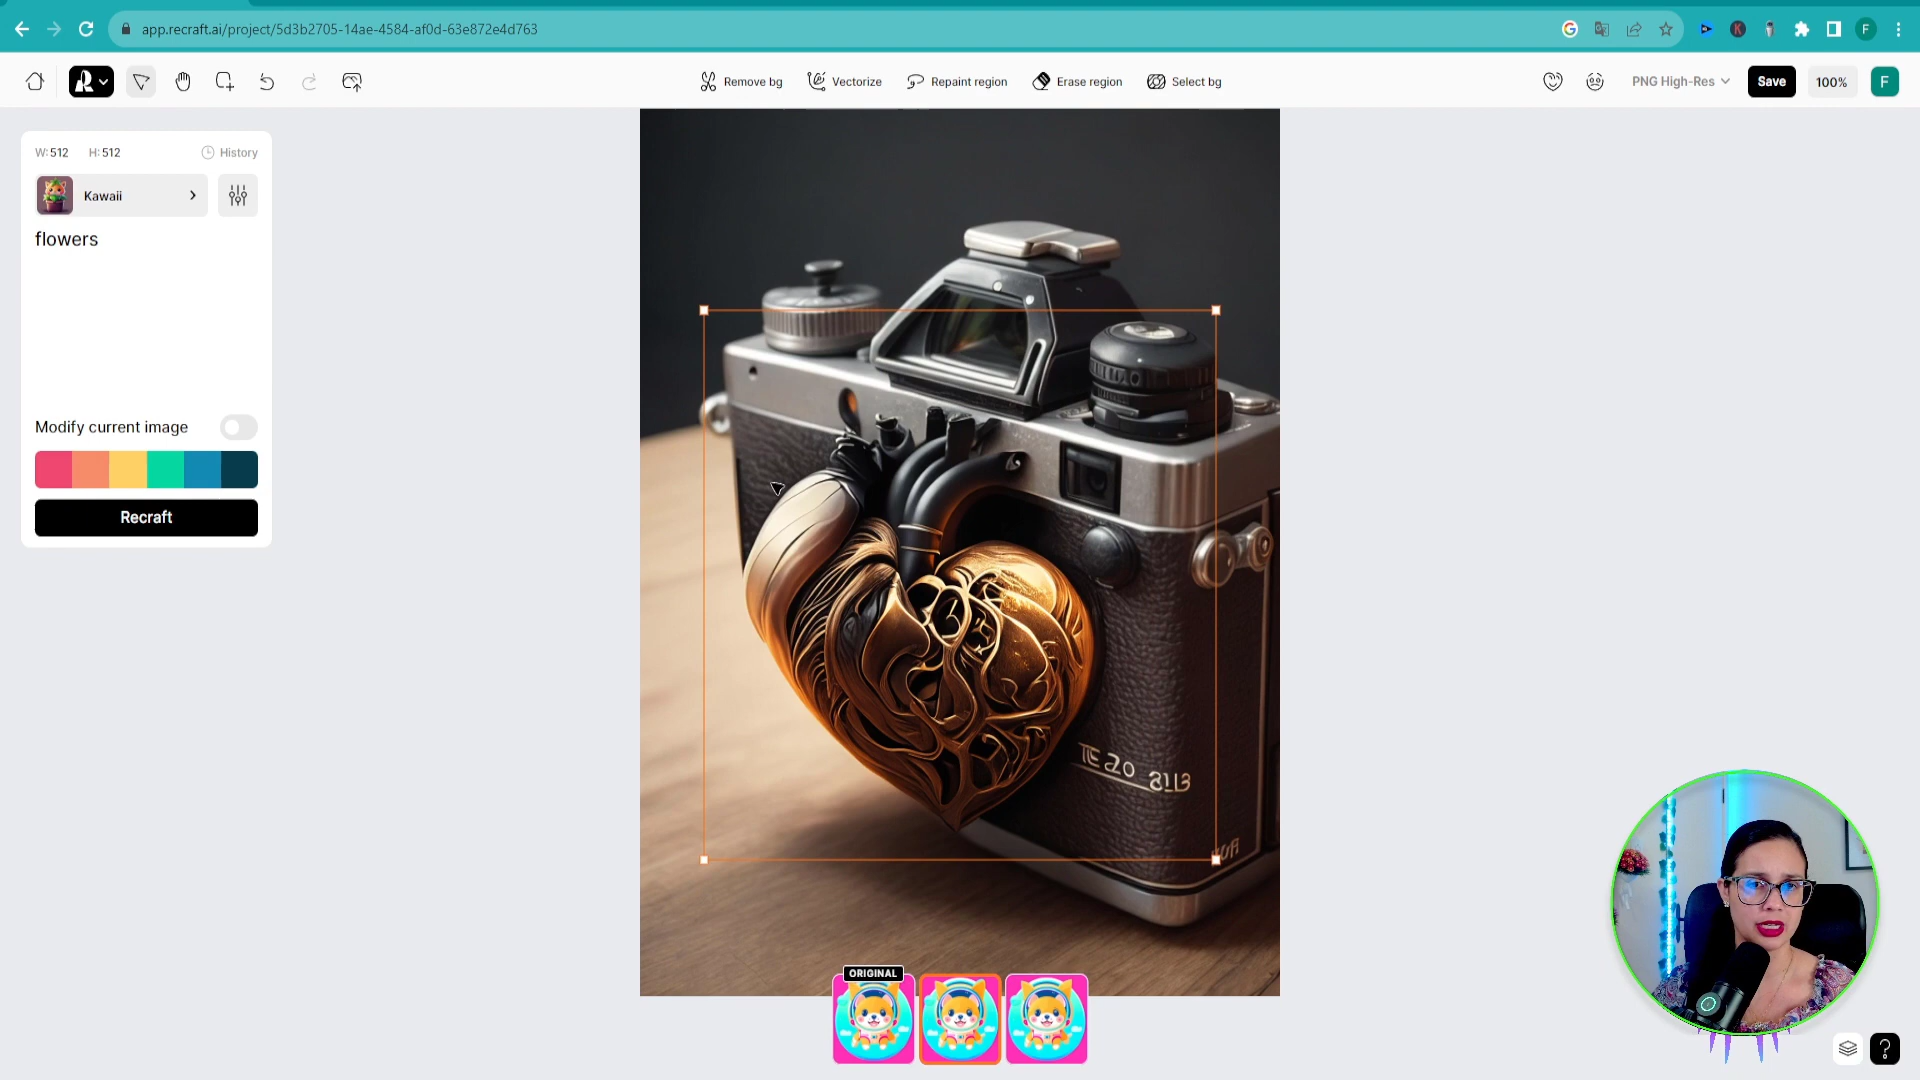 app.recraft.ai/project/5d3b2705-14ae-4584-af0d-63e872e4d763
K
F
Remove bg
Vectorize
Repaint region
Erase region
Select bg
PNG High-Res
Save
100%
F
W: 512 H: 512
History
Kawaii
flowers
Modify current image
Recraft
ORIGINAL
?